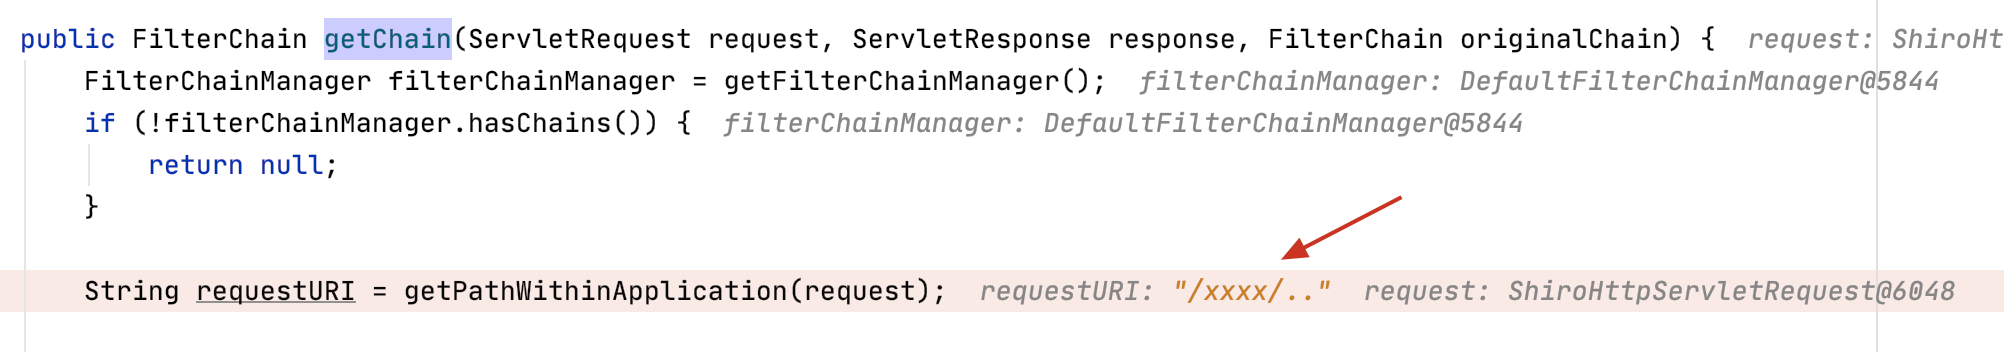 public FilterChain getChain(ServletRequest request, ServletResponse response, FilterChain originalChain) {  request: ShiroHt
    FilterChainManager filterChainManager = getFilterChainManager();  filterChainManager: DefaultFilterChainManager@5844
    if (!filterChainManager.hasChains()) {  filterChainManager: DefaultFilterChainManager@5844
        return null;
    }
    String requestURI = getPathWithinApplication(request);  requestURI: "/xxxx/.."  request: ShiroHttpServletRequest@6048